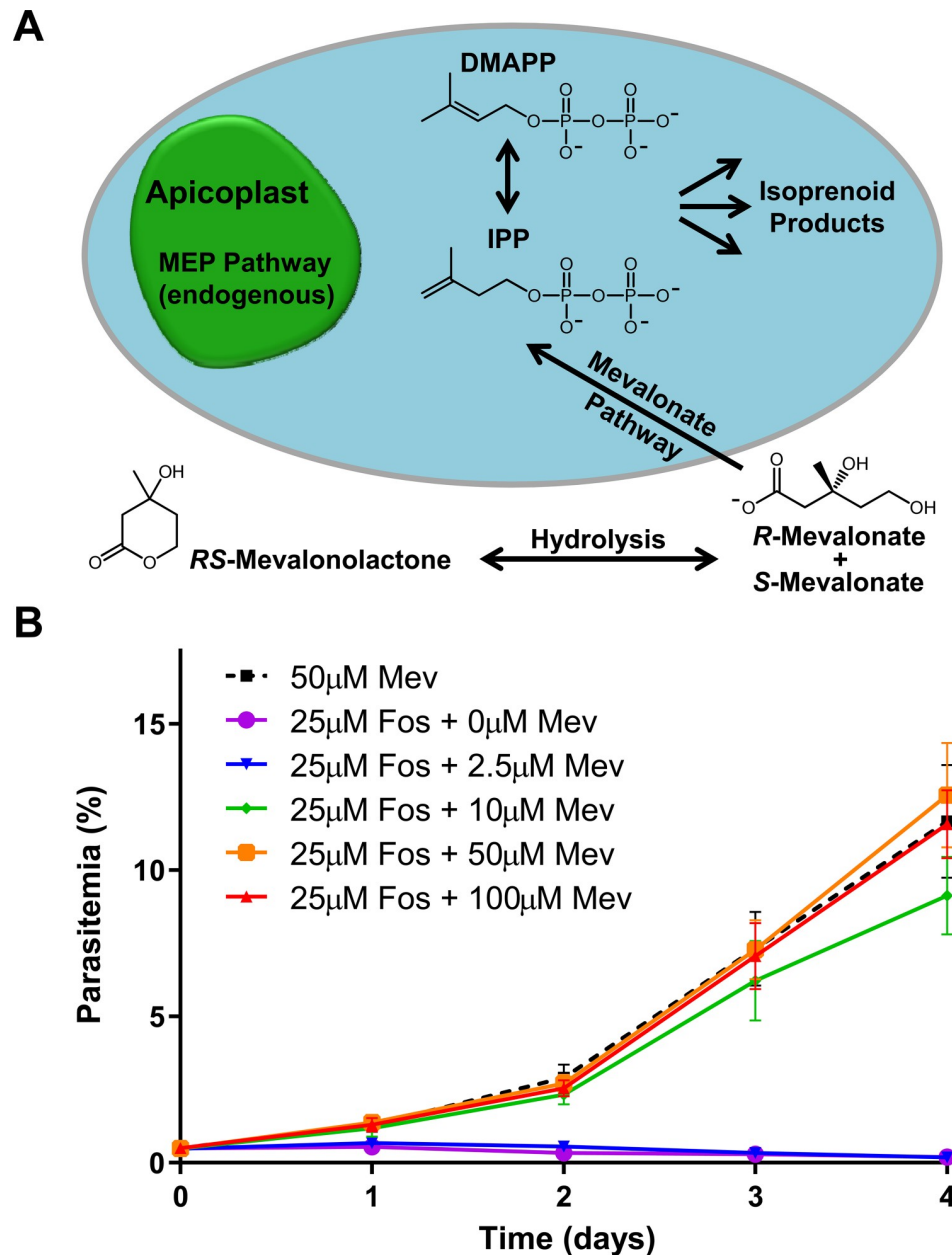 A
DMAPP
O
O
O
P
O
P
O-
O-
O-
Apicoplast
MEP Pathway
(endogenous)
IPP
Isoprenoid
Products
O
O
O
P
O
P
O-
O-
O-
Mevalonate
Pathway
OH
O
O
RS-Mevalonolactone
Hydrolysis
O
OH
-O
OH
R-Mevalonate
+
S-Mevalonate
B
50μM Mev
25μM Fos + 0μM Mev
25μM Fos + 2.5μM Mev
25μM Fos + 10μM Mev
25μM Fos + 50μM Mev
25μM Fos + 100μM Mev
Parasitemia (%)
15
10
5
0
0 1 2 3 4
Time (days)